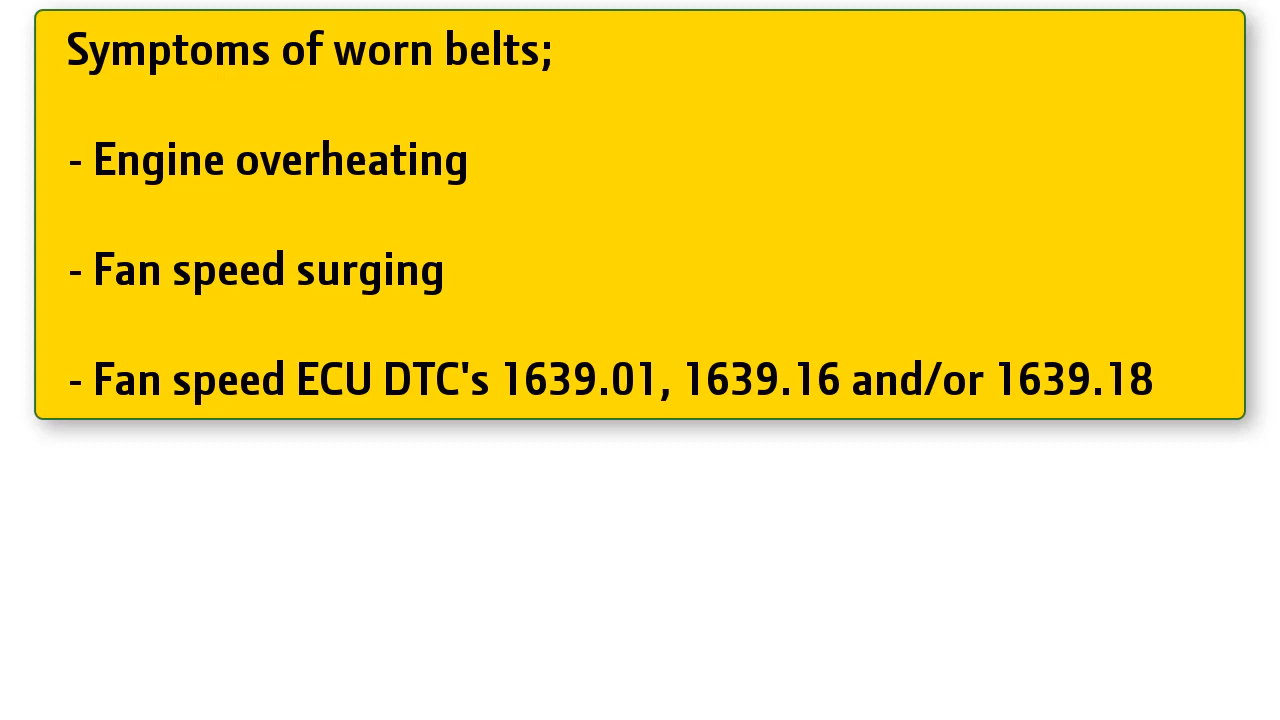 Symptoms of worn belts;
- Engine overheating
- Fan speed surging
- Fan speed ECU DTC's 1639.01, 1639.16 and/or 1639.18